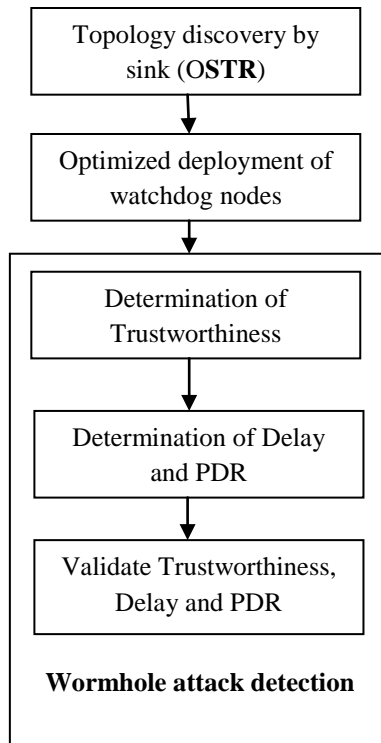 Topology discovery by
sink (OSTR)
Optimized deployment of
watchdog nodes
Determination of
Trustworthiness
Determination of Delay
and PDR
Validate Trustworthiness,
Delay and PDR
Wormhole attack detection